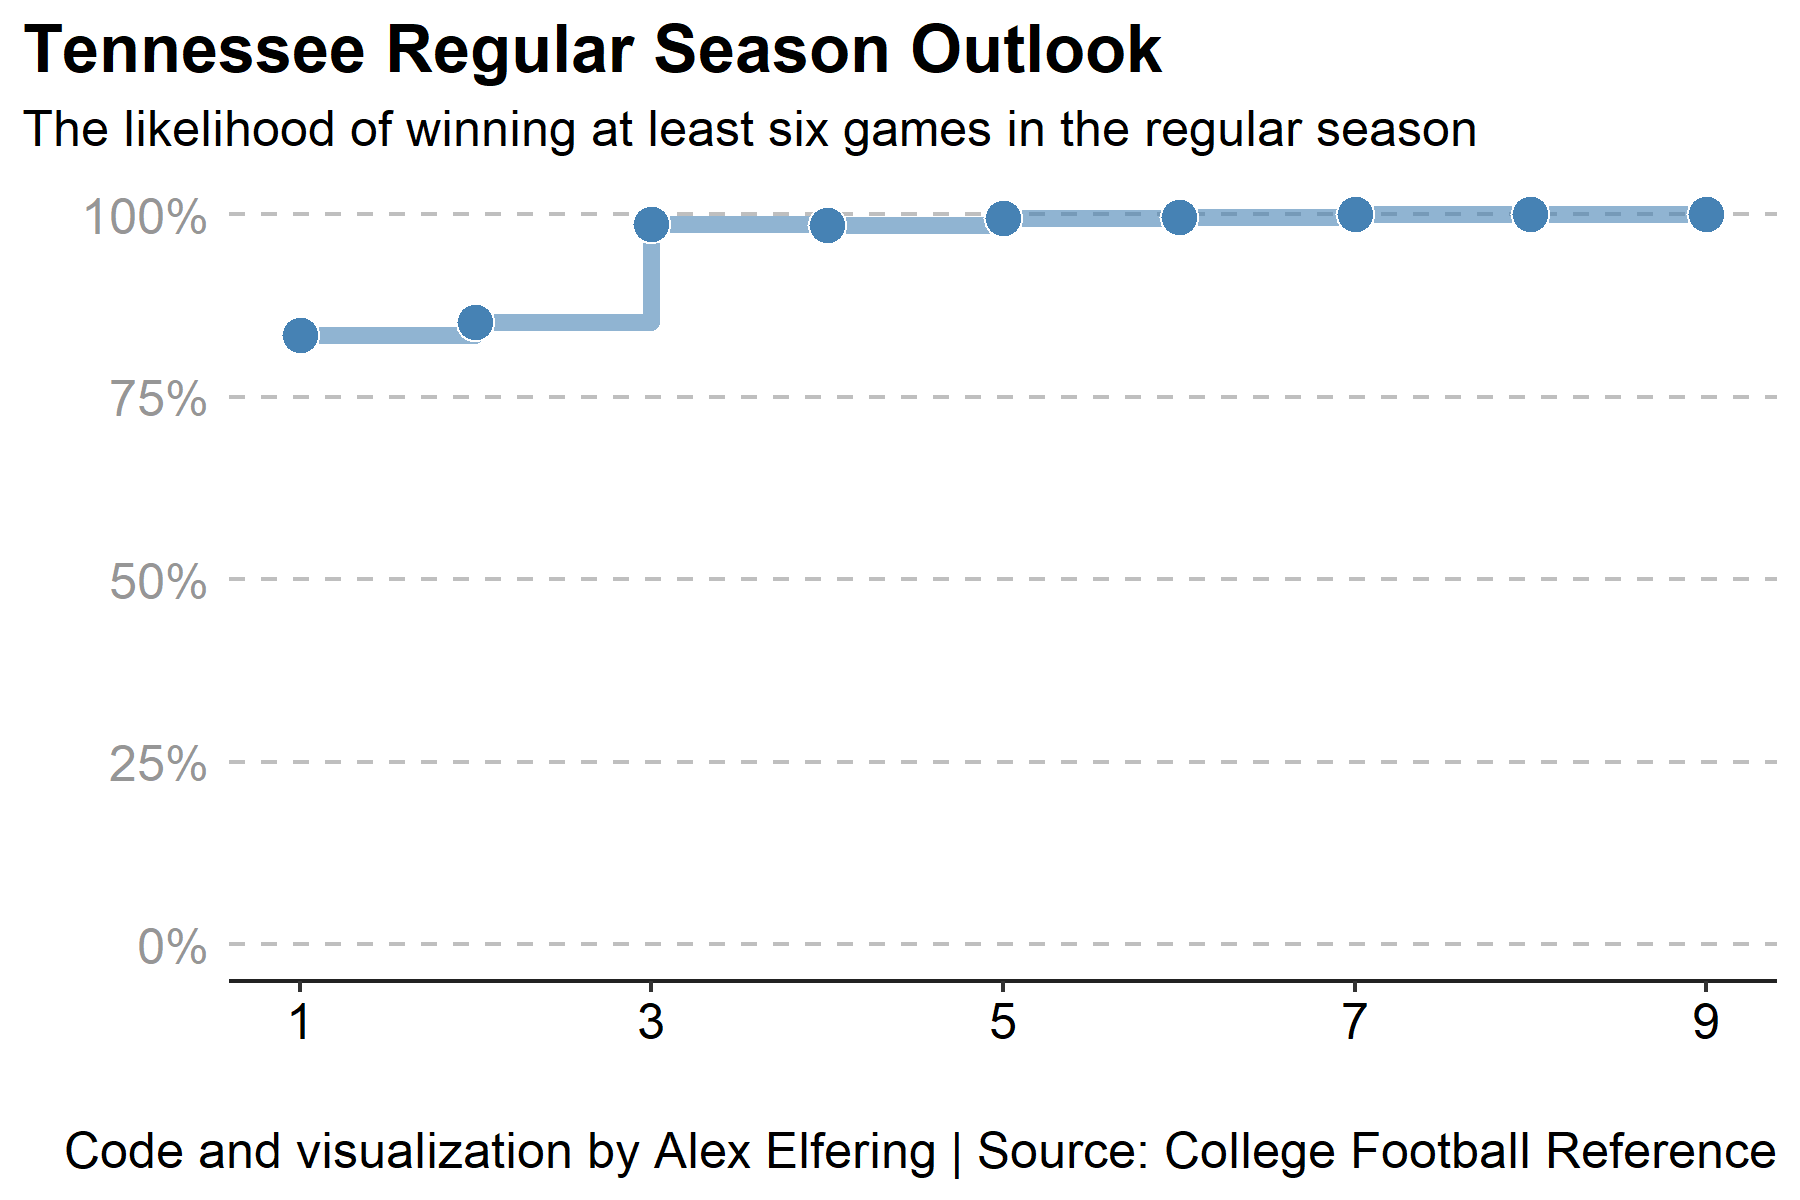 Tennessee Regular Season Outlook
The likelihood of winning at least six games in the regular season
100%
75%
50%
25%
0%
1 3 5 7 9
Code and visualization by Alex Elfering | Source: College Football Reference